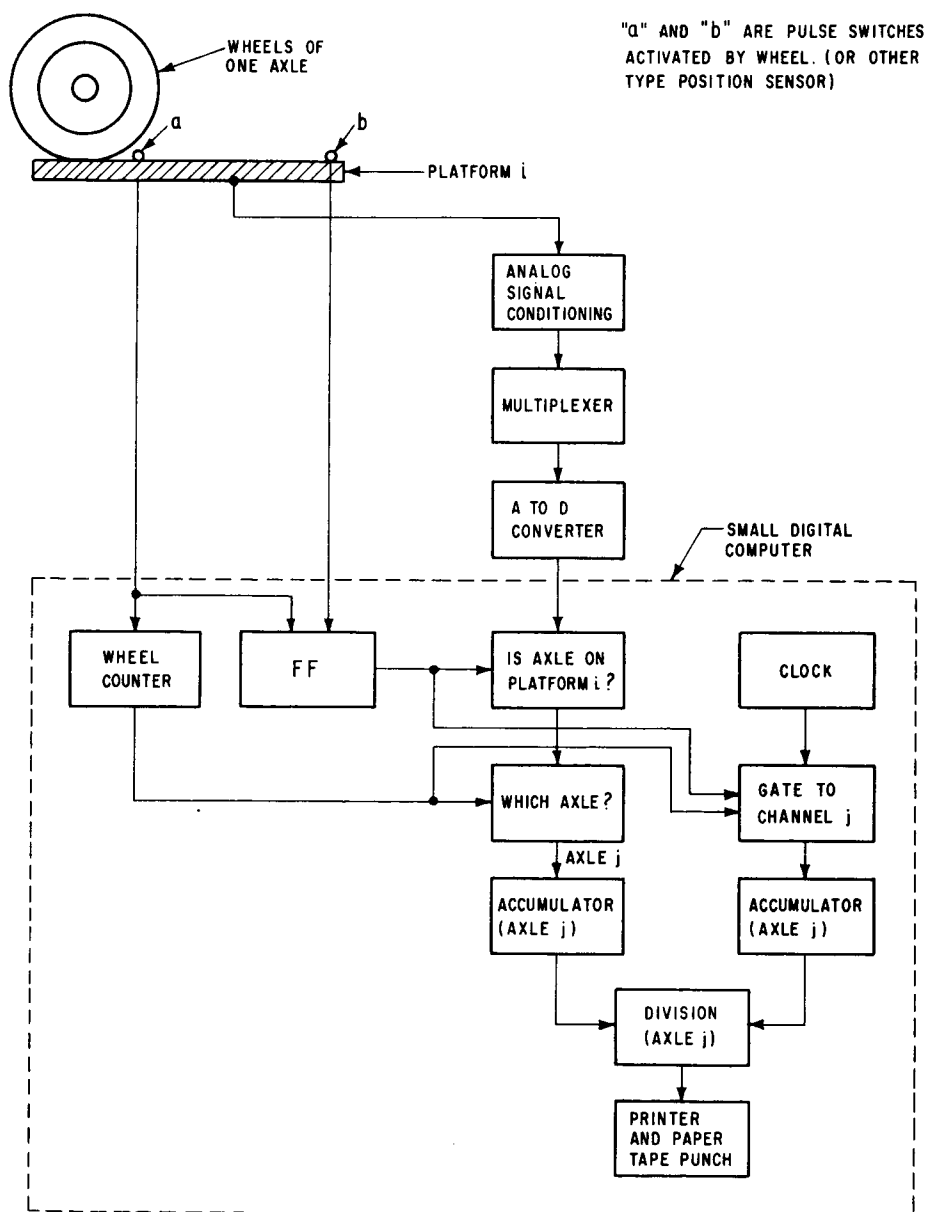 "a" AND "b" ARE PULSE SWITCHES
ACTIVATED BY WHEEL. (OR OTHER
TYPE POSITION SENSOR)
WHEELS OF
ONE AXLE
a
b
PLATFORM i
ANALOG
SIGNAL
CONDITIONING
MULTIPLEXER
A TO D
CONVERTER
SMALL DIGITAL
COMPUTER
WHEEL
COUNTER
FF
IS AXLE ON
PLATFORM i?
CLOCK
WHICH AXLE?
GATE TO
CHANNEL j
AXLE j
ACCUMULATOR
(AXLE j)
ACCUMULATOR
(AXLE j)
DIVISION
(AXLE j)
PRINTER
AND PAPER
TAPE PUNCH